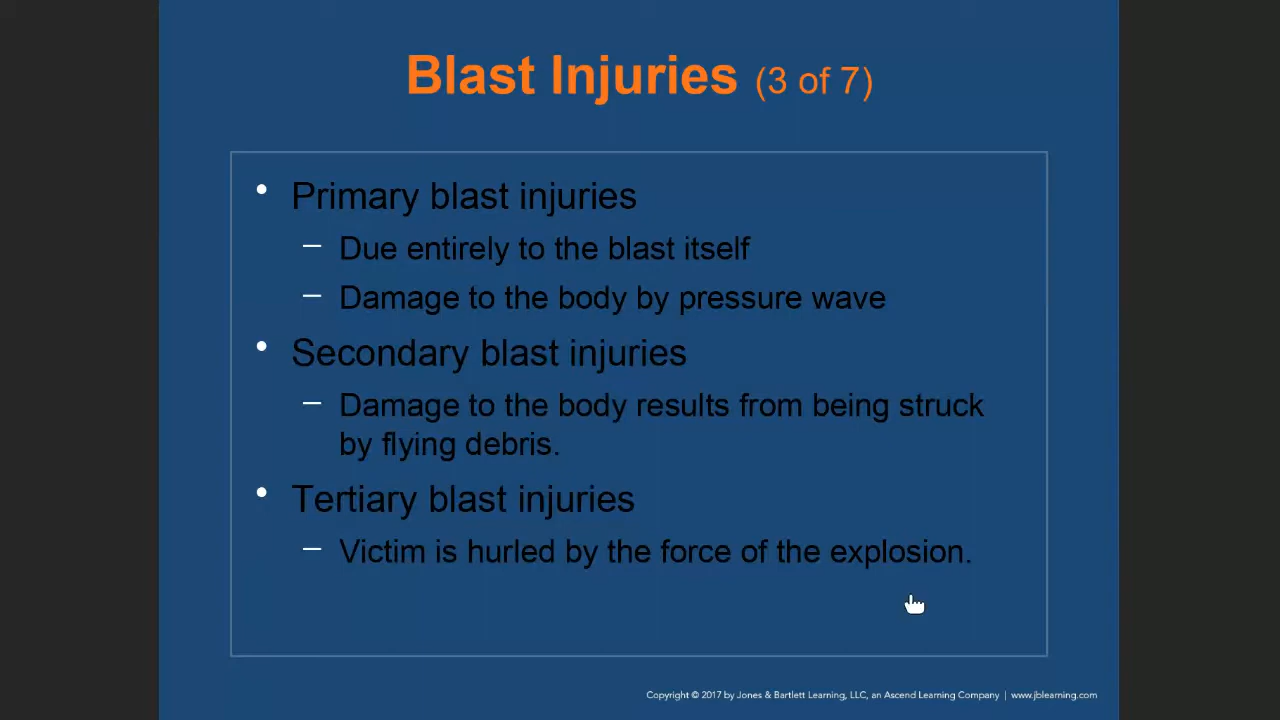 Blast Injuries (3 of 7)
• Primary blast injuries
– Due entirely to the blast itself
– Damage to the body by pressure wave
• Secondary blast injuries
– Damage to the body results from being struck
by flying debris.
• Tertiary blast injuries
– Victim is hurled by the force of the explosion.
Copyright © 2017 by Jones & Bartlett Learning, LLC, an Ascend Learning Company | www.jblearning.com